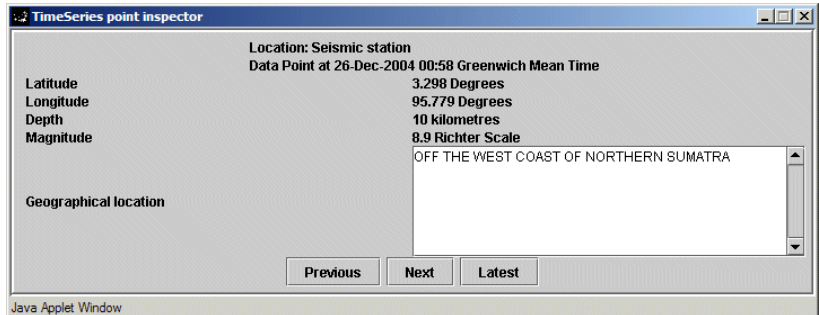 TimeSeries point inspector
Location: Seismic station
Data Point at 26-Dec-2004 00:58 Greenwich Mean Time
Latitude 3.298 Degrees
Longitude 95.779 Degrees
Depth 10 kilometres
Magnitude 8.9 Richter Scale
Geographical location OFF THE WEST COAST OF NORTHERN SUMATRA
Previous Next Latest
Java Applet Window